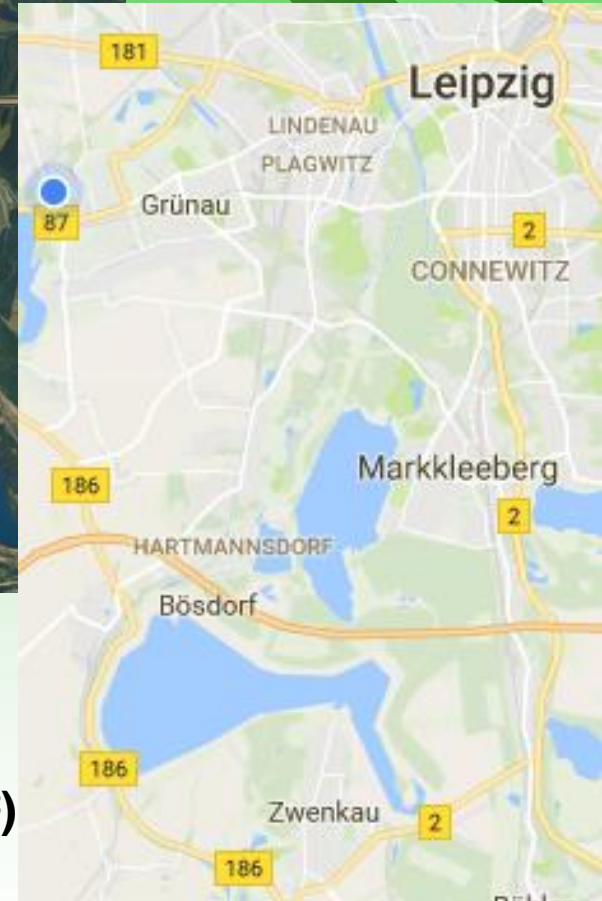 181
Leipzig
LINDENAU
PLAGWITZ
Grünau
87
2
CONNEWITZ
Markkleeberg
186
2
HARTMANNSDORF
Bösdorf
186
)
Zwenkau
2
186